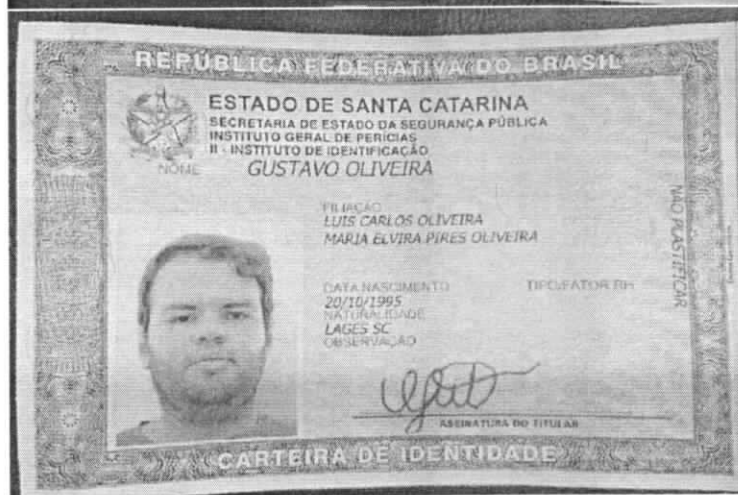 REPÚBLICA FEDERATIVA DO BRASIL
ESTADO DE SANTA CATARINA
SECRETARIA DE ESTADO DA SEGURANÇA PÚBLICA
INSTITUTO GERAL DE PERÍCIAS
II - INSTITUTO DE IDENTIFICAÇÃO
NOME GUSTAVO OLIVEIRA
FILIAÇÃO
LUIS CARLOS OLIVEIRA
MARIA ELVIRA PIRES OLIVEIRA
DATA NASCIMENTO TIPO/FATOR RH
20/10/1995
NATURALIDADE
LAGES SC
OBSERVAÇÃO
ASSINATURA DO TITULAR
NÃO PLASTIFICAR
CARTEIRA DE IDENTIDADE